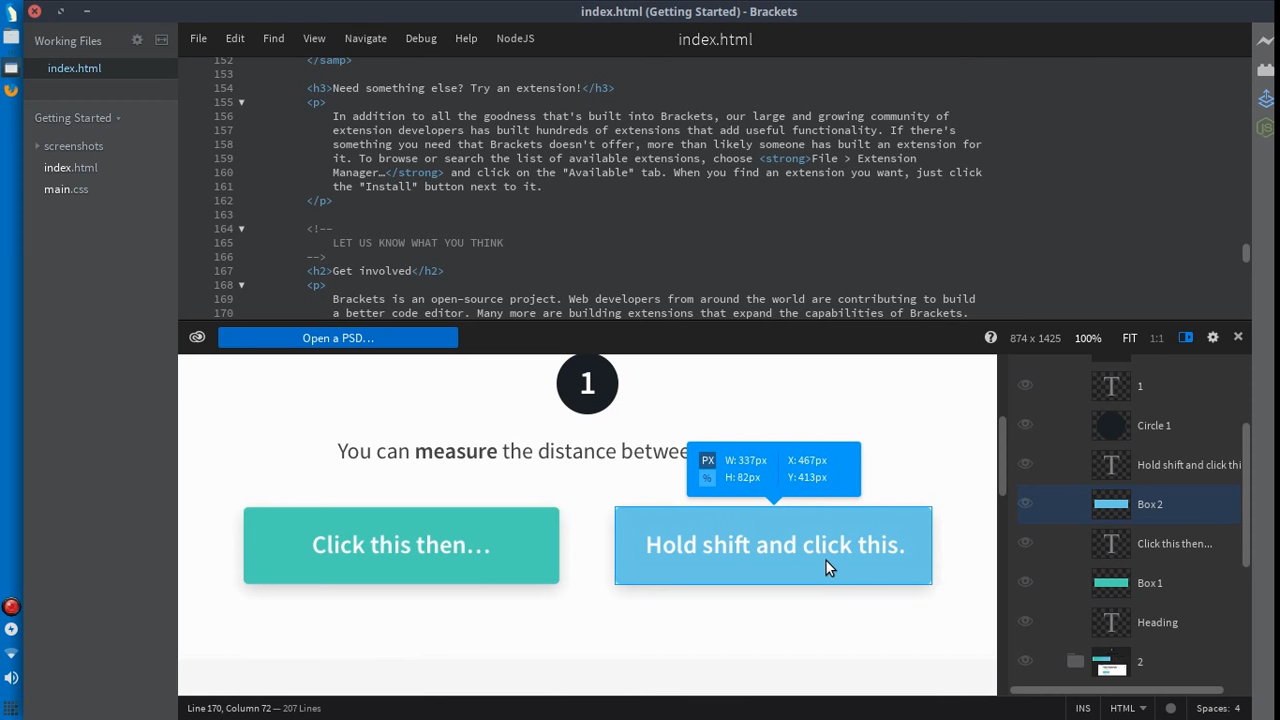 index.html (Getting Started) - Brackets
Working Files
index.html
Getting Started
screenshots
index.html
main.css
File Edit Find View Navigate Debug Help NodeJS
index.html
152 </samp>
153
154 <h3>Need something else? Try an extension!</h3>
155 <p>
156 In addition to all the goodness that's built into Brackets, our large and growing community of
157 extension developers has built hundreds of extensions that add useful functionality. If there's
158 something you need that Brackets doesn't offer, more than likely someone has built an extension for
159 it. To browse or search the list of available extensions, choose <strong>File > Extension
160 Manager…</strong> and click on the "Available" tab. When you find an extension you want, just click
161 the "Install" button next to it.
162 </p>
163
164 <!--
165 LET US KNOW WHAT YOU THINK
166 -->
167 <h2>Get involved</h2>
168 <p>
169 Brackets is an open-source project. Web developers from around the world are contributing to build
170 a better code editor. Many more are building extensions that expand the capabilities of Brackets.
Open a PSD…
874 x 1425 100% FIT 1:1
1
You can measure the distance betwee
PX W: 337px X: 467px
% H: 82px Y: 413px
Click this then…
Hold shift and click this.
1
Circle 1
Hold shift and click thi
Box 2
Click this then...
Box 1
Heading
2
Line 170, Column 72 — 207 Lines
INS HTML Spaces: 4